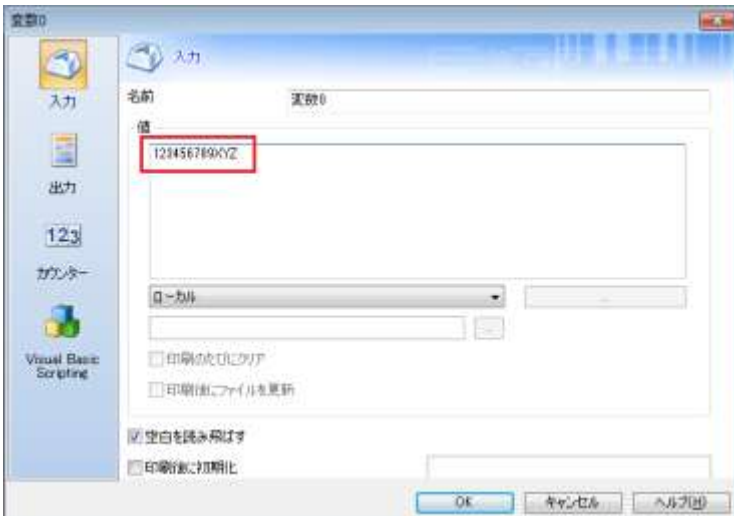 変数0
入力
入力
出力
123
カウンター
Visual Basic
Scripting
名前
変数0
値
123456789XYZ
ローカル
...
...
印刷のたびにクリア
印刷後にファイルを更新
空白を読み飛ばす
印刷後に初期化
OK
キャンセル
ヘルプ(H)